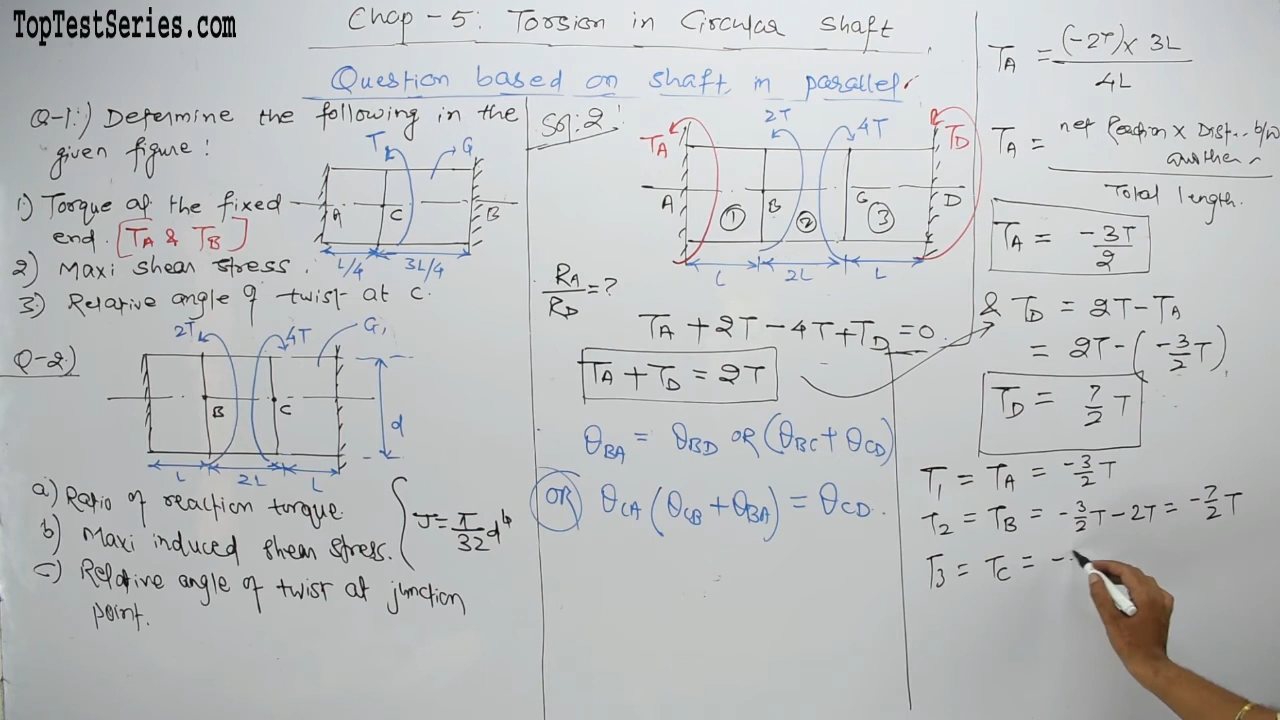 TopTestSeries.com
Chap-5: Torsion in Circular shaft
Question based on shaft in parallel.
Q-1:) Determine the following in the
given figure:
1:) Torque at the fixed
end. [TA & TB]
2) Maxi shear stress.
3:) Relative angle of twist at C.
T G
A C B
L/4 3L/4
Q-2)
2T 4T G,
B C d
L 2L L
a:) Ratio of reaction torque.
b) Maxi induced shear stress.
c) Relative angle of twist at junction
point.
J = π/32 d⁴
Sol:2:
TA 2T 4T TD
A B C D
① ② ③
L 2L L
RA/RD = ?
TA + 2T - 4T + TD = 0.
TA + TD = 2T
θBA = θBD OR (θBC + θCD)
OR θCA (θCB + θBA) = θCD.
TA = (-2T) x 3L / 4L
TA = net Reaction x Dist.. b/w another / Total length.
TA = -3T/2
& TD = 2T - TA
= 2T - (-3/2 T)
TD = 7/2 T
T1 = TA = -3/2 T
T2 = TB = -3/2 T - 2T = -7/2 T
T3 = TC = -